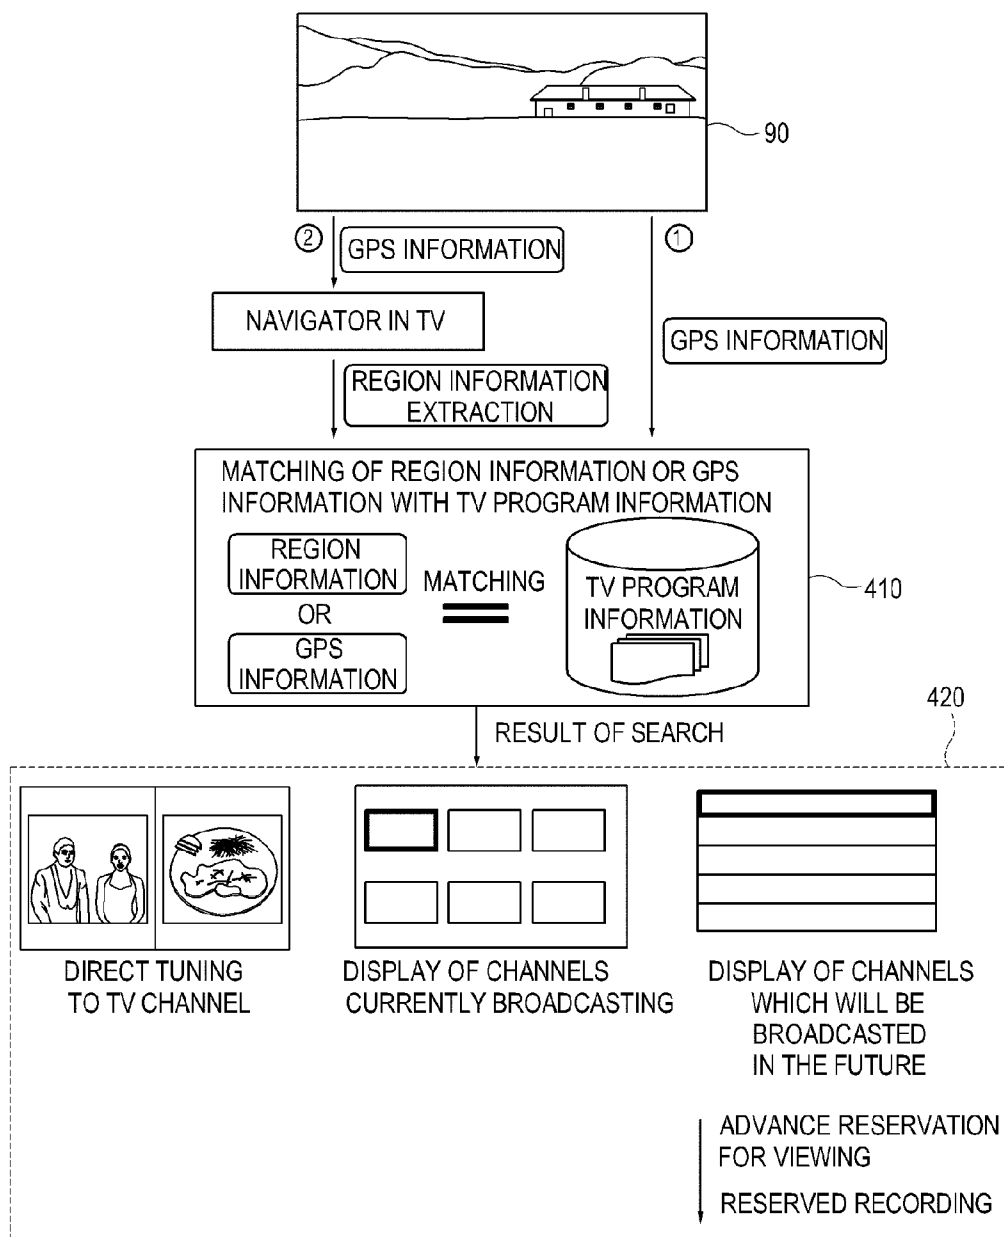 90
②
GPS INFORMATION
①
NAVIGATOR IN TV
GPS INFORMATION
REGION INFORMATION
EXTRACTION
MATCHING OF REGION INFORMATION OR GPS
INFORMATION WITH TV PROGRAM INFORMATION
REGION
INFORMATION
OR
GPS
INFORMATION
MATCHING
TV PROGRAM
INFORMATION
410
RESULT OF SEARCH
420
DIRECT TUNING
TO TV CHANNEL
DISPLAY OF CHANNELS
CURRENTLY BROADCASTING
DISPLAY OF CHANNELS
WHICH WILL BE
BROADCASTED
IN THE FUTURE
ADVANCE RESERVATION
FOR VIEWING
RESERVED RECORDING